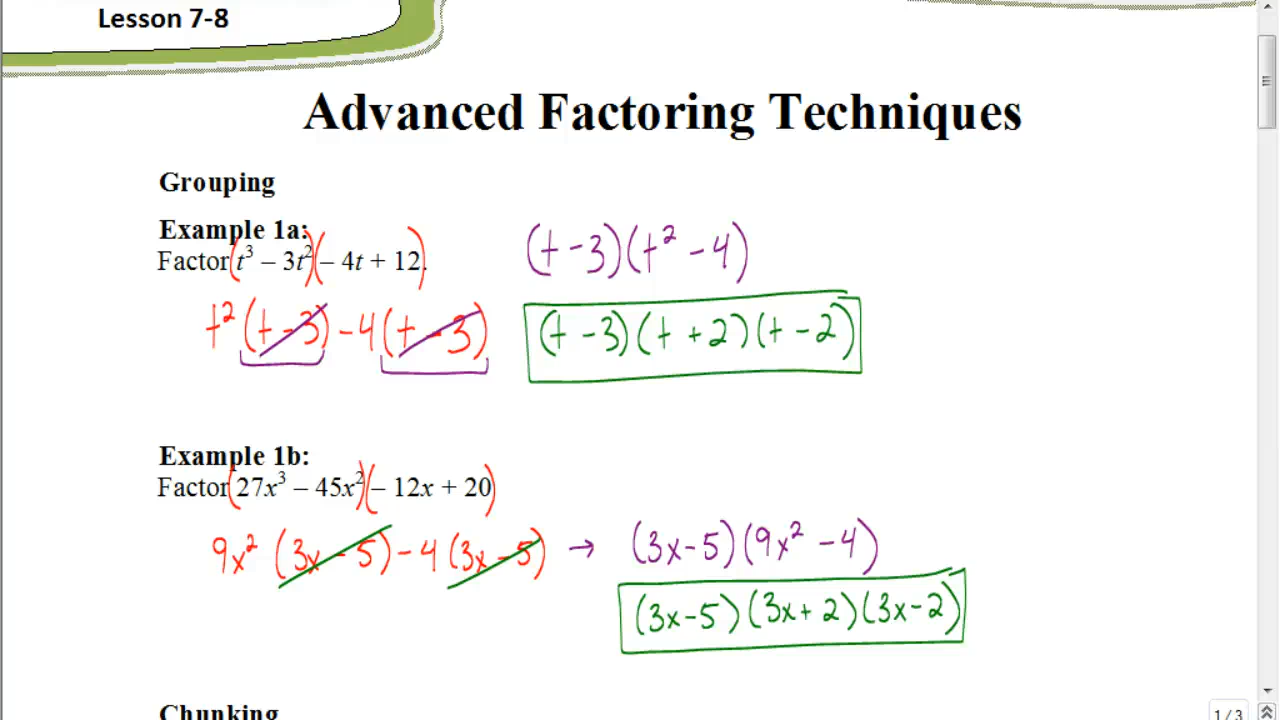 Lesson 7-8
Advanced Factoring Techniques
Grouping
Example 1a:
Factor (t³ – 3t²)(– 4t + 12).
t² (t – 3) – 4 (t – 3)
(t – 3)(t² – 4)
(t – 3)(t + 2)(t – 2)
Example 1b:
Factor (27x³ – 45x²)(– 12x + 20)
9x² (3x – 5) – 4 (3x – 5) → (3x – 5)(9x² – 4)
(3x – 5)(3x + 2)(3x – 2)
Chunking
1 / 3